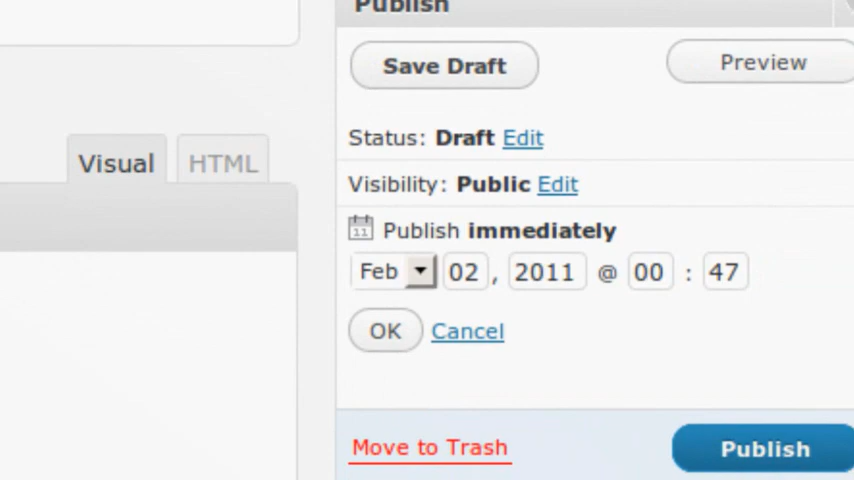 Publish
Save Draft Preview
Status: Draft Edit
Visual HTML
Visibility: Public Edit
11 Publish immediately
Feb 02, 2011 @ 00 : 47
OK Cancel
Move to Trash Publish